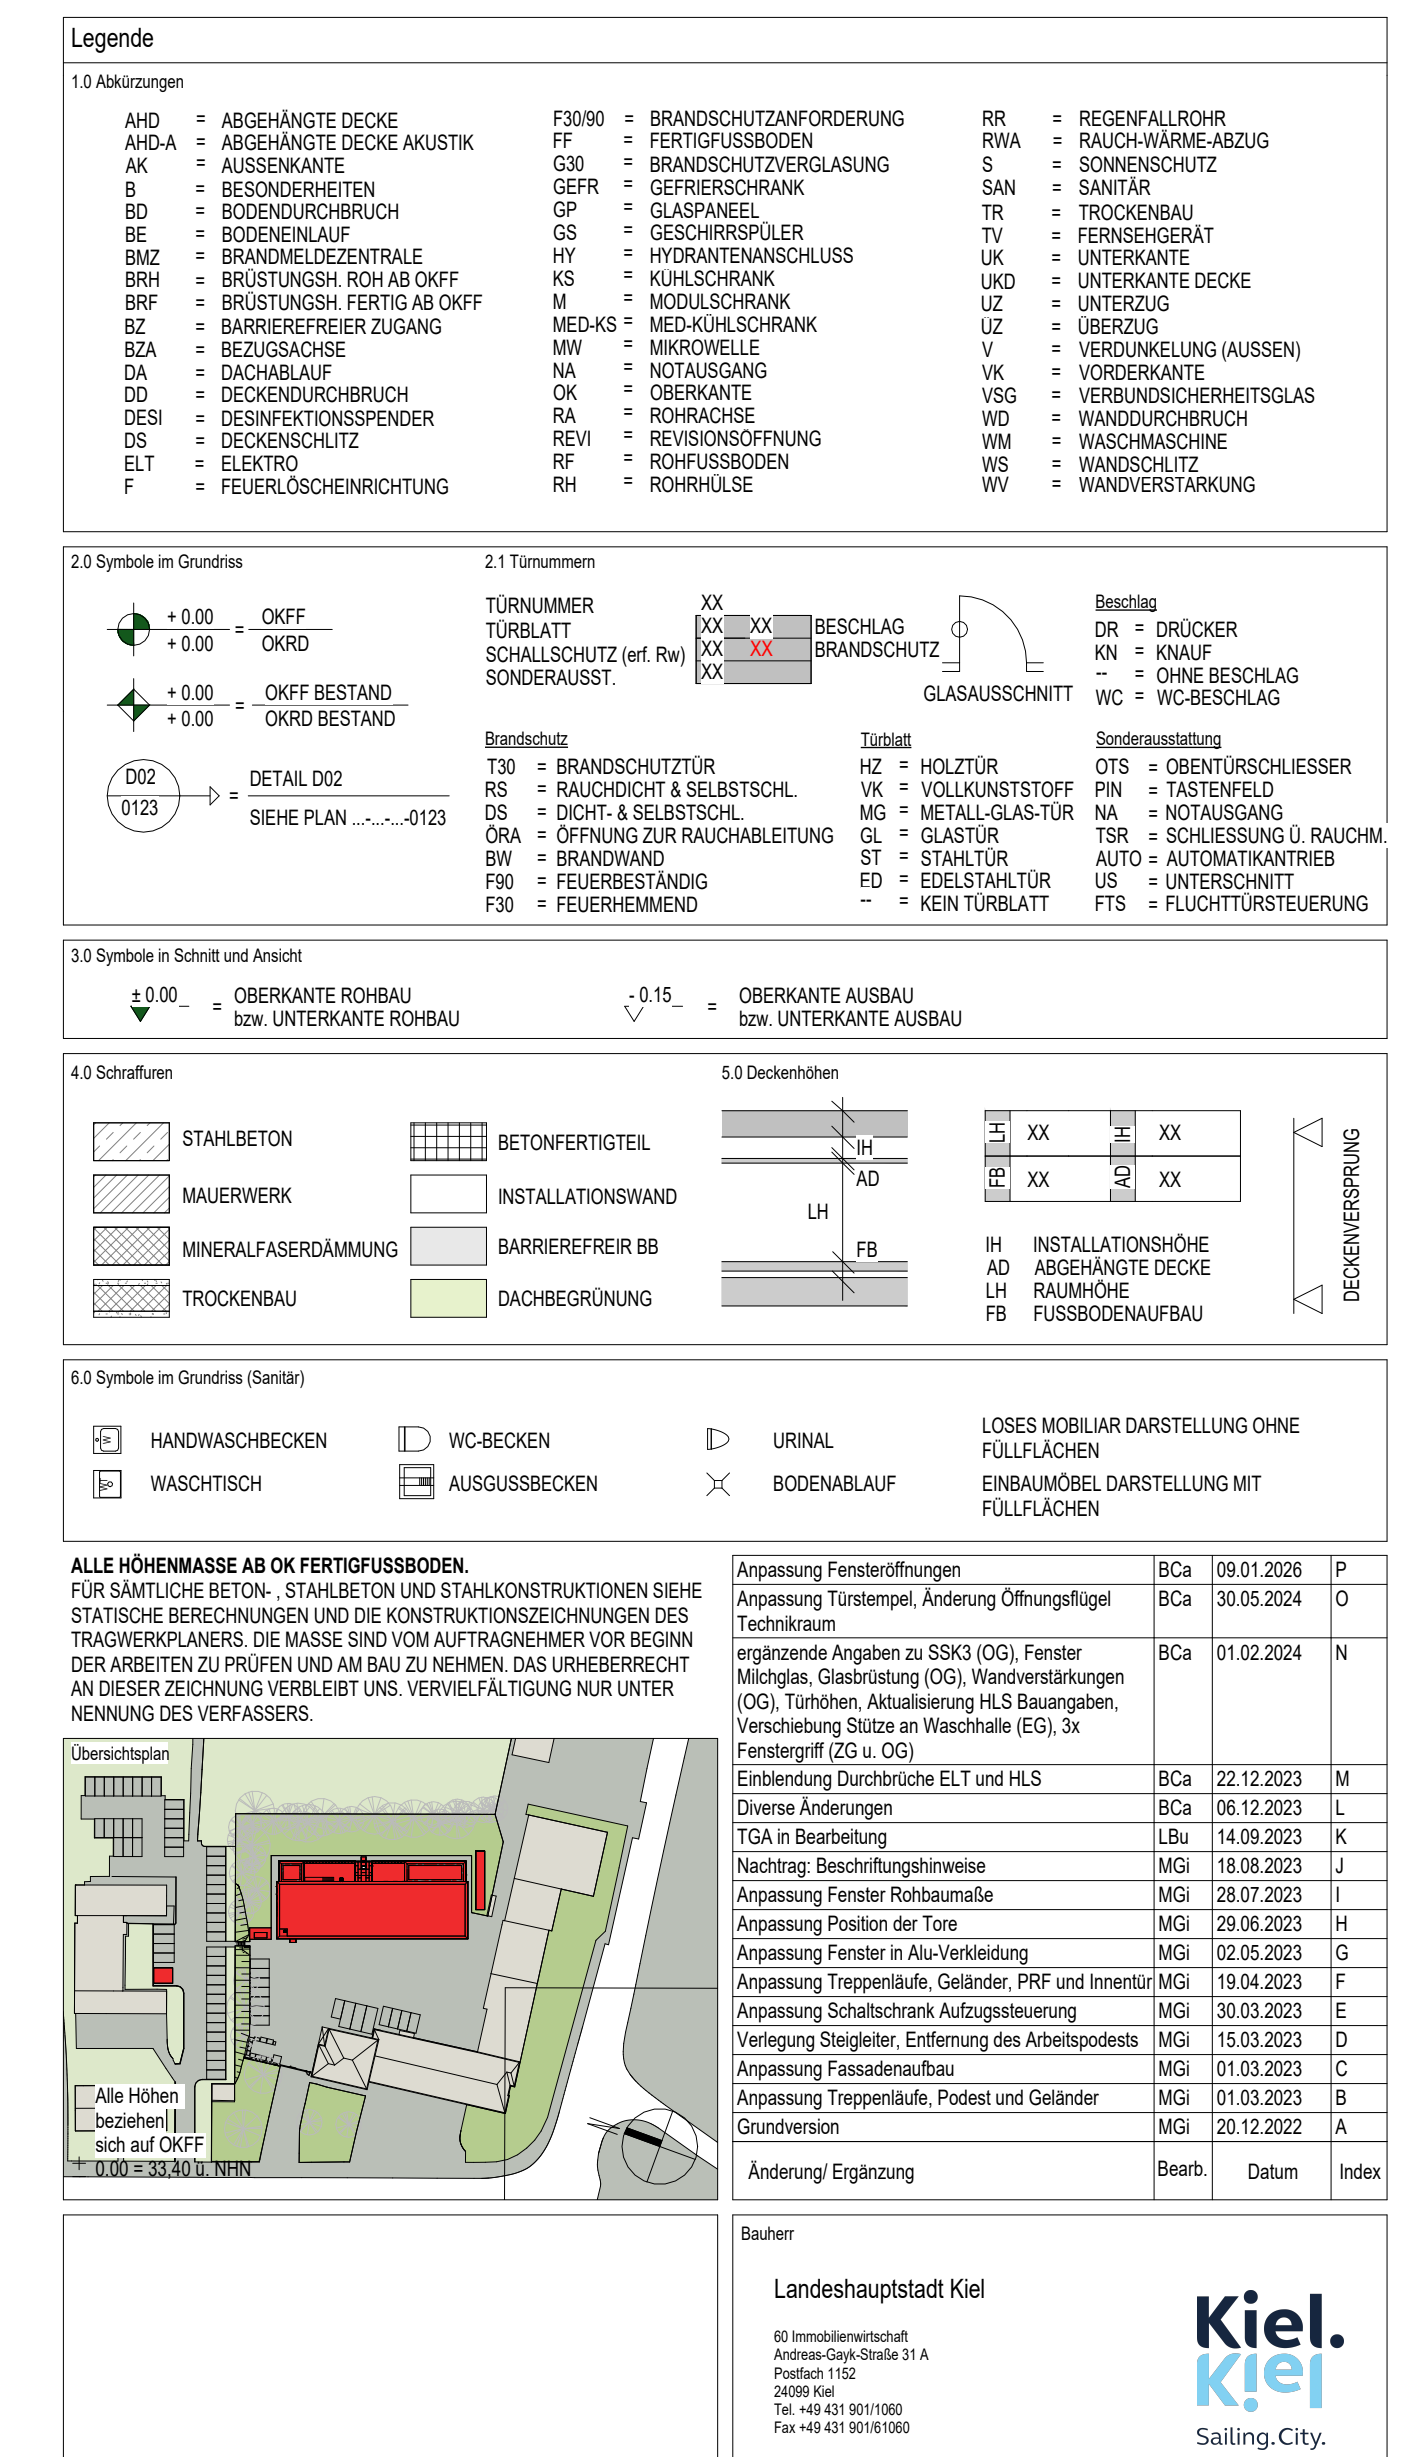 Legende
1.0 Abkürzungen
AHD = ABGEHÄNGTE DECKE
AHD-A = ABGEHÄNGTE DECKE AKUSTIK
AK = AUSSENKANTE
B = BESONDERHEITEN
BD = BODENDURCHBRUCH
BE = BODENEINLAUF
BMZ = BRANDMELDEZENTRALE
BRH = BRÜSTUNGSH. ROH AB OKFF
BRF = BRÜSTUNGSH. FERTIG AB OKFF
BZ = BARRIEREFREIER ZUGANG
BZA = BEZUGSACHSE
DA = DACHABLAUF
DD = DECKENDURCHBRUCH
DESI = DESINFEKTIONSSPENDER
DS = DECKENSCHLITZ
ELT = ELEKTRO
F = FEUERLÖSCHEINRICHTUNG
F30/90 = BRANDSCHUTZANFORDERUNG
FF = FERTIGFUSSBODEN
G30 = BRANDSCHUTZVERGLASUNG
GEFR = GEFRIERSCHRANK
GP = GLASPANEEL
GS = GESCHIRRSPÜLER
HY = HYDRANTENANSCHLUSS
KS = KÜHLSCHRANK
M = MODULSCHRANK
MED-KS = MED-KÜHLSCHRANK
MW = MIKROWELLE
NA = NOTAUSGANG
OK = OBERKANTE
RA = ROHRACHSE
REVI = REVISIONSÖFFNUNG
RF = ROHFUSSBODEN
RH = ROHRHÜLSE
RR = REGENFALLROHR
RWA = RAUCH-WÄRME-ABZUG
S = SONNENSCHUTZ
SAN = SANITÄR
TR = TROCKENBAU
TV = FERNSEHGERÄT
UK = UNTERKANTE
UKD = UNTERKANTE DECKE
UZ = UNTERZUG
ÜZ = ÜBERZUG
V = VERDUNKELUNG (AUSSEN)
VK = VORDERKANTE
VSG = VERBUNDSICHERHEITSGLAS
WD = WANDDURCHBRUCH
WM = WASCHMASCHINE
WS = WANDSCHLITZ
WV = WANDVERSTARKUNG
2.0 Symbole im Grundriss
+ 0.00 = OKFF
+ 0.00 OKRD
+ 0.00 = OKFF BESTAND
+ 0.00 OKRD BESTAND
D02 = DETAIL D02
0123 SIEHE PLAN ...-...-...-0123
2.1 Türnummern
TÜRNUMMER XX
TÜRBLATT XX XX BESCHLAG
SCHALLSCHUTZ (erf. Rw) XX XX BRANDSCHUTZ
SONDERAUSST. XX
GLASAUSSCHNITT
Beschlag
DR = DRÜCKER
KN = KNAUF
-- = OHNE BESCHLAG
WC = WC-BESCHLAG
Brandschutz
T30 = BRANDSCHUTZTÜR
RS = RAUCHDICHT & SELBSTSCHL.
DS = DICHT- & SELBSTSCHL.
ÖRA = ÖFFNUNG ZUR RAUCHABLEITUNG
BW = BRANDWAND
F90 = FEUERBESTÄNDIG
F30 = FEUERHEMMEND
Türblatt
HZ = HOLZTÜR
VK = VOLLKUNSTSTOFF
MG = METALL-GLAS-TÜR
GL = GLASTÜR
ST = STAHLTÜR
ED = EDELSTAHLTÜR
-- = KEIN TÜRBLATT
Sonderausstattung
OTS = OBENTÜRSCHLIESSER
PIN = TASTENFELD
NA = NOTAUSGANG
TSR = SCHLIESSUNG Ü. RAUCHM.
AUTO = AUTOMATIKANTRIEB
US = UNTERSCHNITT
FTS = FLUCHTTÜRSTEUERUNG
3.0 Symbole in Schnitt und Ansicht
± 0.00 = OBERKANTE ROHBAU
bzw. UNTERKANTE ROHBAU
- 0.15 = OBERKANTE AUSBAU
bzw. UNTERKANTE AUSBAU
4.0 Schraffuren
STAHLBETON
MAUERWERK
MINERALFASERDÄMMUNG
TROCKENBAU
BETONFERTIGTEIL
INSTALLATIONSWAND
BARRIEREFREIR BB
DACHBEGRÜNUNG
5.0 Deckenhöhen
IH
AD
LH
FB
LH XX IH XX
FB XX AD XX
IH INSTALLATIONSHÖHE
AD ABGEHÄNGTE DECKE
LH RAUMHÖHE
FB FUSSBODENAUFBAU
DECKENVERSPRUNG
6.0 Symbole im Grundriss (Sanitär)
HANDWASCHBECKEN
WASCHTISCH
WC-BECKEN
AUSGUSSBECKEN
URINAL
BODENABLAUF
LOSES MOBILIAR DARSTELLUNG OHNE
FÜLLFLÄCHEN
EINBAUMÖBEL DARSTELLUNG MIT
FÜLLFLÄCHEN
ALLE HÖHENMASSE AB OK FERTIGFUSSBODEN.
FÜR SÄMTLICHE BETON- , STAHLBETON UND STAHLKONSTRUKTIONEN SIEHE
STATISCHE BERECHNUNGEN UND DIE KONSTRUKTIONSZEICHNUNGEN DES
TRAGWERKPLANERS. DIE MASSE SIND VOM AUFTRAGNEHMER VOR BEGINN
DER ARBEITEN ZU PRÜFEN UND AM BAU ZU NEHMEN. DAS URHEBERRECHT
AN DIESER ZEICHNUNG VERBLEIBT UNS. VERVIELFÄLTIGUNG NUR UNTER
NENNUNG DES VERFASSERS.
Übersichtsplan
Alle Höhen
beziehen
sich auf OKFF
0.00 = 33,40 ü. NHN
Anpassung Fensteröffnungen BCa 09.01.2026 P
Anpassung Türstempel, Änderung Öffnungsflügel BCa 30.05.2024 O
Technikraum
ergänzende Angaben zu SSK3 (OG), Fenster BCa 01.02.2024 N
Milchglas, Glasbrüstung (OG), Wandverstärkungen
(OG), Türhöhen, Aktualisierung HLS Bauangaben,
Verschiebung Stütze an Waschhalle (EG), 3x
Fenstergriff (ZG u. OG)
Einblendung Durchbrüche ELT und HLS BCa 22.12.2023 M
Diverse Änderungen BCa 06.12.2023 L
TGA in Bearbeitung LBu 14.09.2023 K
Nachtrag: Beschriftungshinweise MGi 18.08.2023 J
Anpassung Fenster Rohbaumaße MGi 28.07.2023 I
Anpassung Position der Tore MGi 29.06.2023 H
Anpassung Fenster in Alu-Verkleidung MGi 02.05.2023 G
Anpassung Treppenläufe, Geländer, PRF und Innentür MGi 19.04.2023 F
Anpassung Schaltschrank Aufzugssteuerung MGi 30.03.2023 E
Verlegung Steigleiter, Entfernung des Arbeitspodests MGi 15.03.2023 D
Anpassung Fassadenaufbau MGi 01.03.2023 C
Anpassung Treppenläufe, Podest und Geländer MGi 01.03.2023 B
Grundversion MGi 20.12.2022 A
Änderung/ Ergänzung Bearb. Datum Index
Bauherr
Landeshauptstadt Kiel
60 Immobilienwirtschaft
Andreas-Gayk-Straße 31 A
Postfach 1152
24099 Kiel
Tel. +49 431 901/1060
Fax +49 431 901/61060
Kiel.
Kiel
Sailing.City.